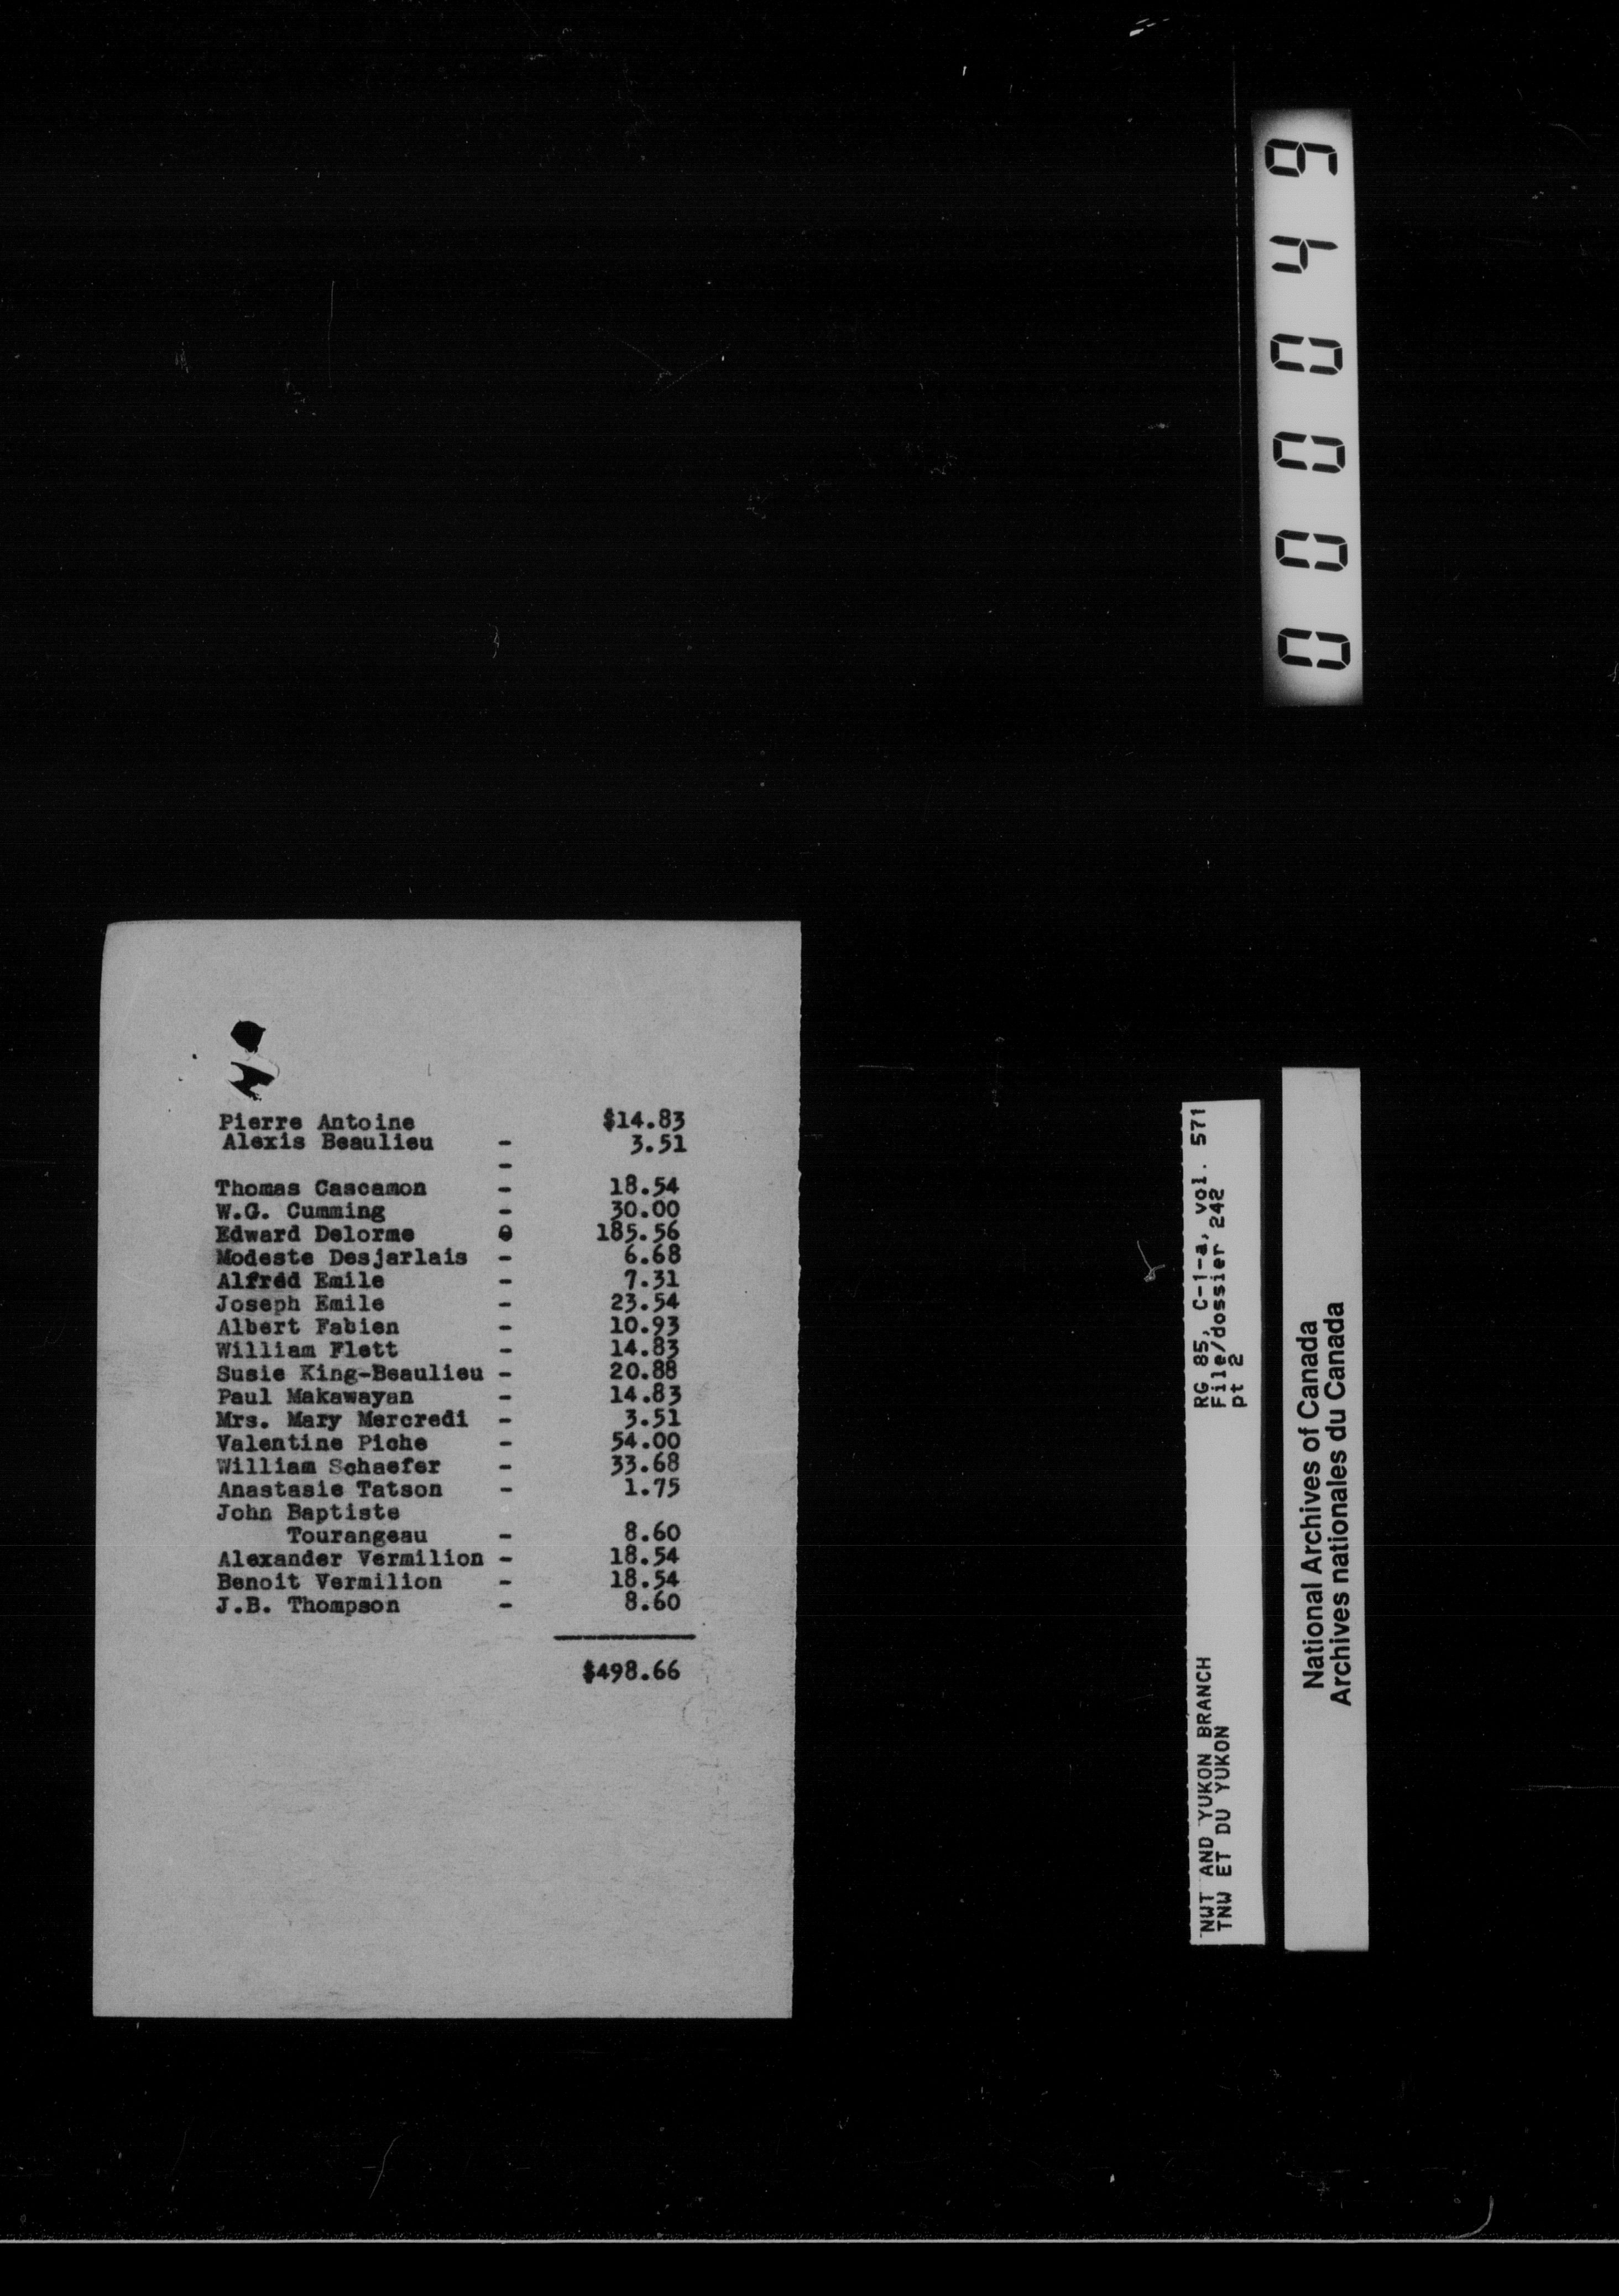 000049
Pierre Antoine $14.83
Alexis Beaulieu - 3.51
-
Thomas Cascamon - 18.54
W.G. Cumming - 30.00
Edward Delorme - 185.56
Modeste Desjarlais - 6.68
Alfred Emile - 7.31
Joseph Emile - 23.54
Albert Fabien - 10.93
William Flett - 14.83
Susie King-Beaulieu - 20.88
Paul Makawayan - 14.83
Mrs. Mary Mercredi - 3.51
Valentine Piche - 54.00
William Schaefer - 33.68
Anastasie Tatson - 1.75
John Baptiste
Tourangeau - 8.60
Alexander Vermilion - 18.54
Benoit Vermilion - 18.54
J.B. Thompson - 8.60
$498.66
NWT AND YUKON BRANCH RG 85, C-1-a, vol. 571
TNW ET DU YUKON File/dossier 242
pt 2
National Archives of Canada
Archives nationales du Canada